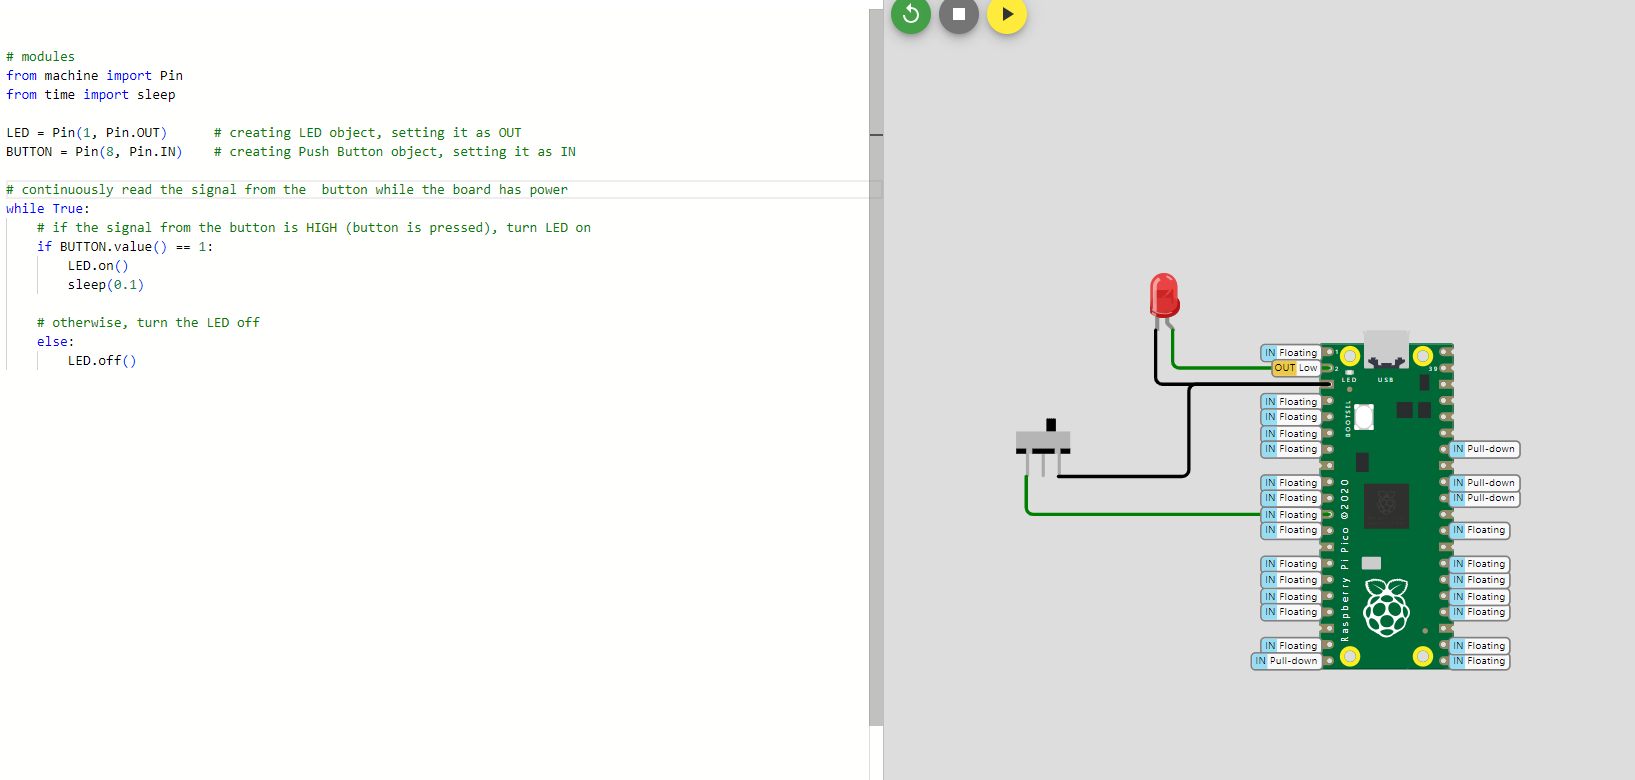 # modules
from machine import Pin
from time import sleep
LED = Pin(1, Pin.OUT)      # creating LED object, setting it as OUT
BUTTON = Pin(8, Pin.IN)    # creating Push Button object, setting it as IN
# continuously read the signal from the  button while the board has power
while True:
    # if the signal from the button is HIGH (button is pressed), turn LED on
    if BUTTON.value() == 1:
        LED.on()
        sleep(0.1)
    # otherwise, turn the LED off
    else:
        LED.off()
IN Floating
OUT Low
IN Floating
IN Floating
IN Floating
IN Floating
IN Floating
IN Floating
IN Floating
IN Floating
IN Floating
IN Floating
IN Floating
IN Floating
IN Floating
IN Pull-down
1
2
39
LED
USB
BOOTSEL
Raspberry Pi Pico ©2020
IN Pull-down
IN Pull-down
IN Pull-down
IN Floating
IN Floating
IN Floating
IN Floating
IN Floating
IN Floating
IN Floating